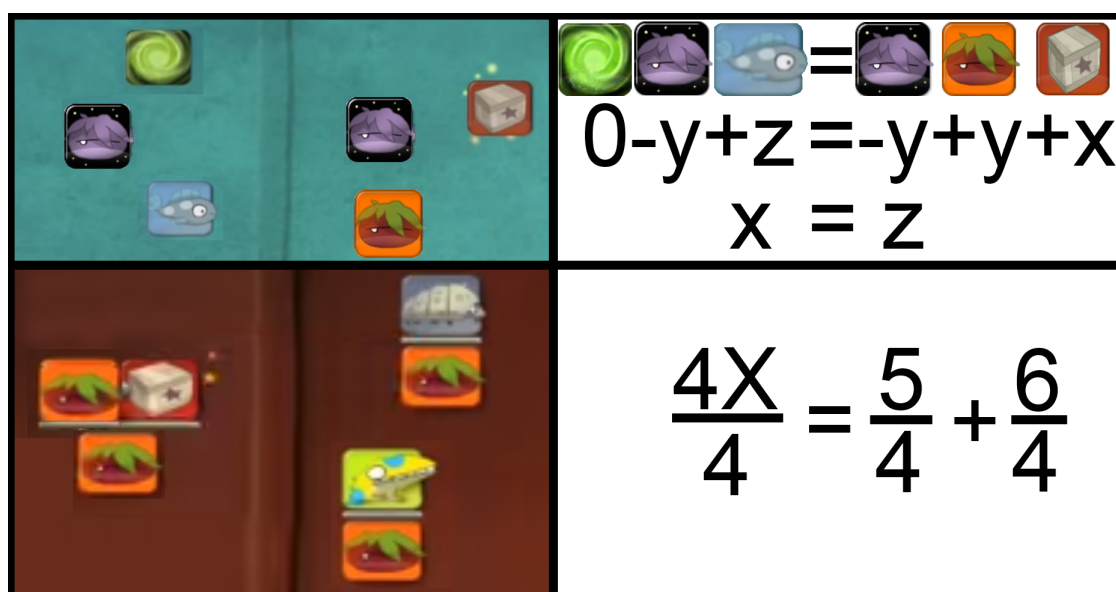 =
0-y+z=-y+y+x
x = z
4X/4 = 5/4 + 6/4